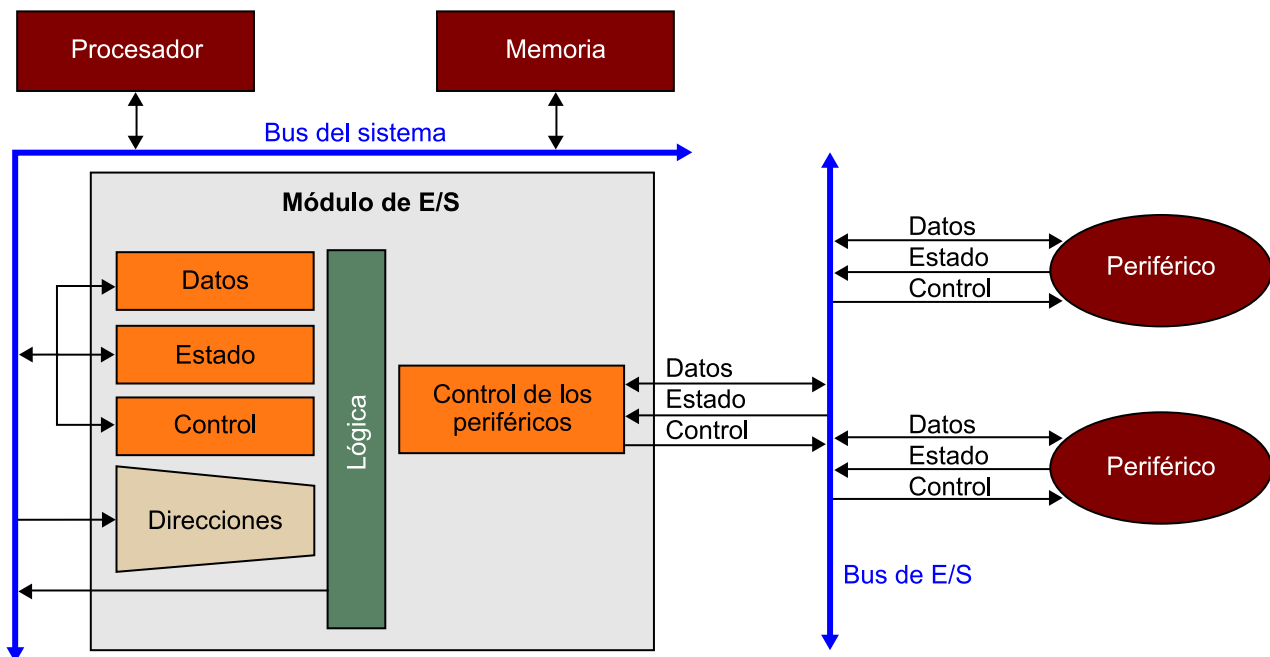 Procesador
Memoria
Bus del sistema
Módulo de E/S
Datos
Estado
Control
Direcciones
Lógica
Control de los
periféricos
Datos
Estado
Control
Datos
Estado
Control
Periférico
Datos
Estado
Control
Periférico
Bus de E/S